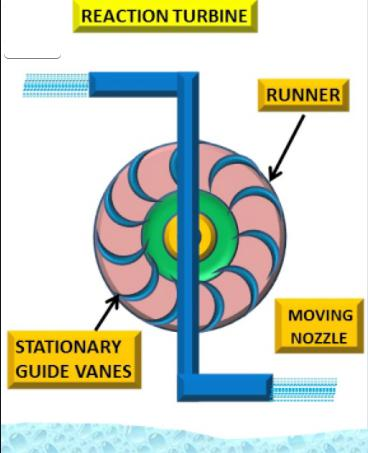 REACTION TURBINE
RUNNER
MOVING
NOZZLE
STATIONARY
GUIDE VANES